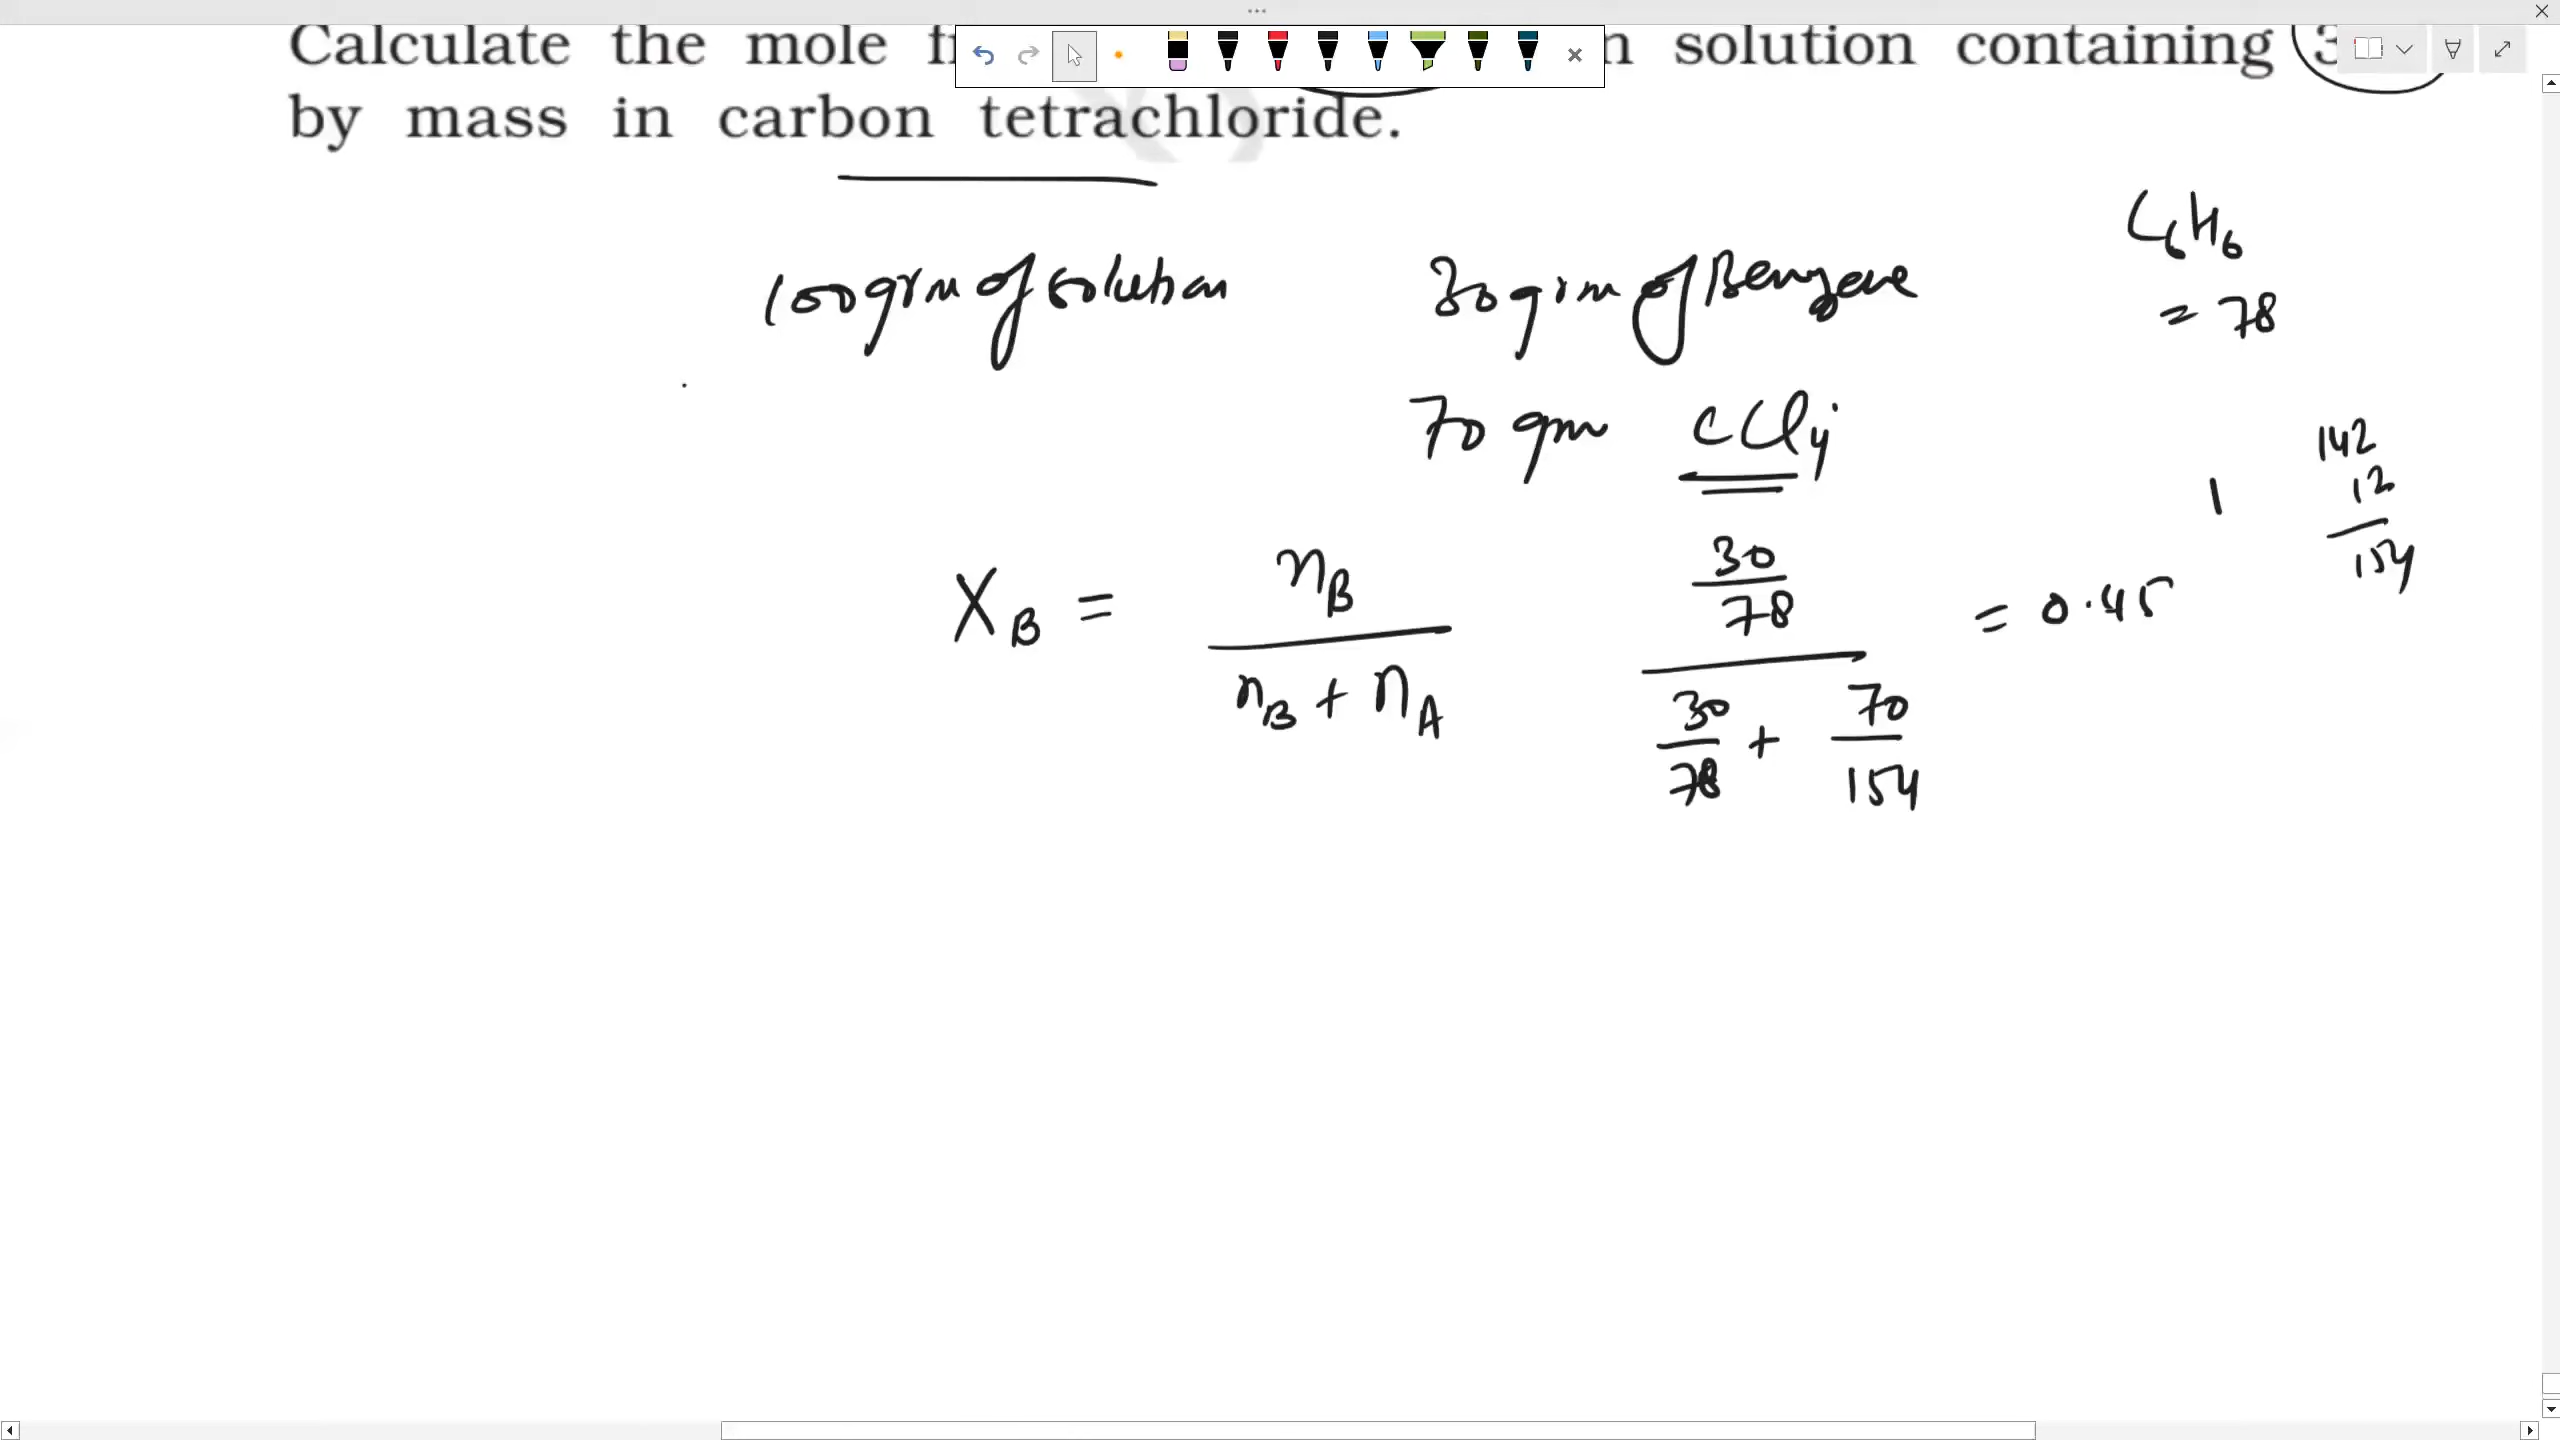 Calculate the mole f n solution containing 3
by mass in carbon tetrachloride.
C6H6
100 grm of solution 30 grm of Benzene
= 78
70 gm CCl4
142
12
1
154
XB = nB / nB + nA
30/78 / 30/78 + 70/154 = 0.45